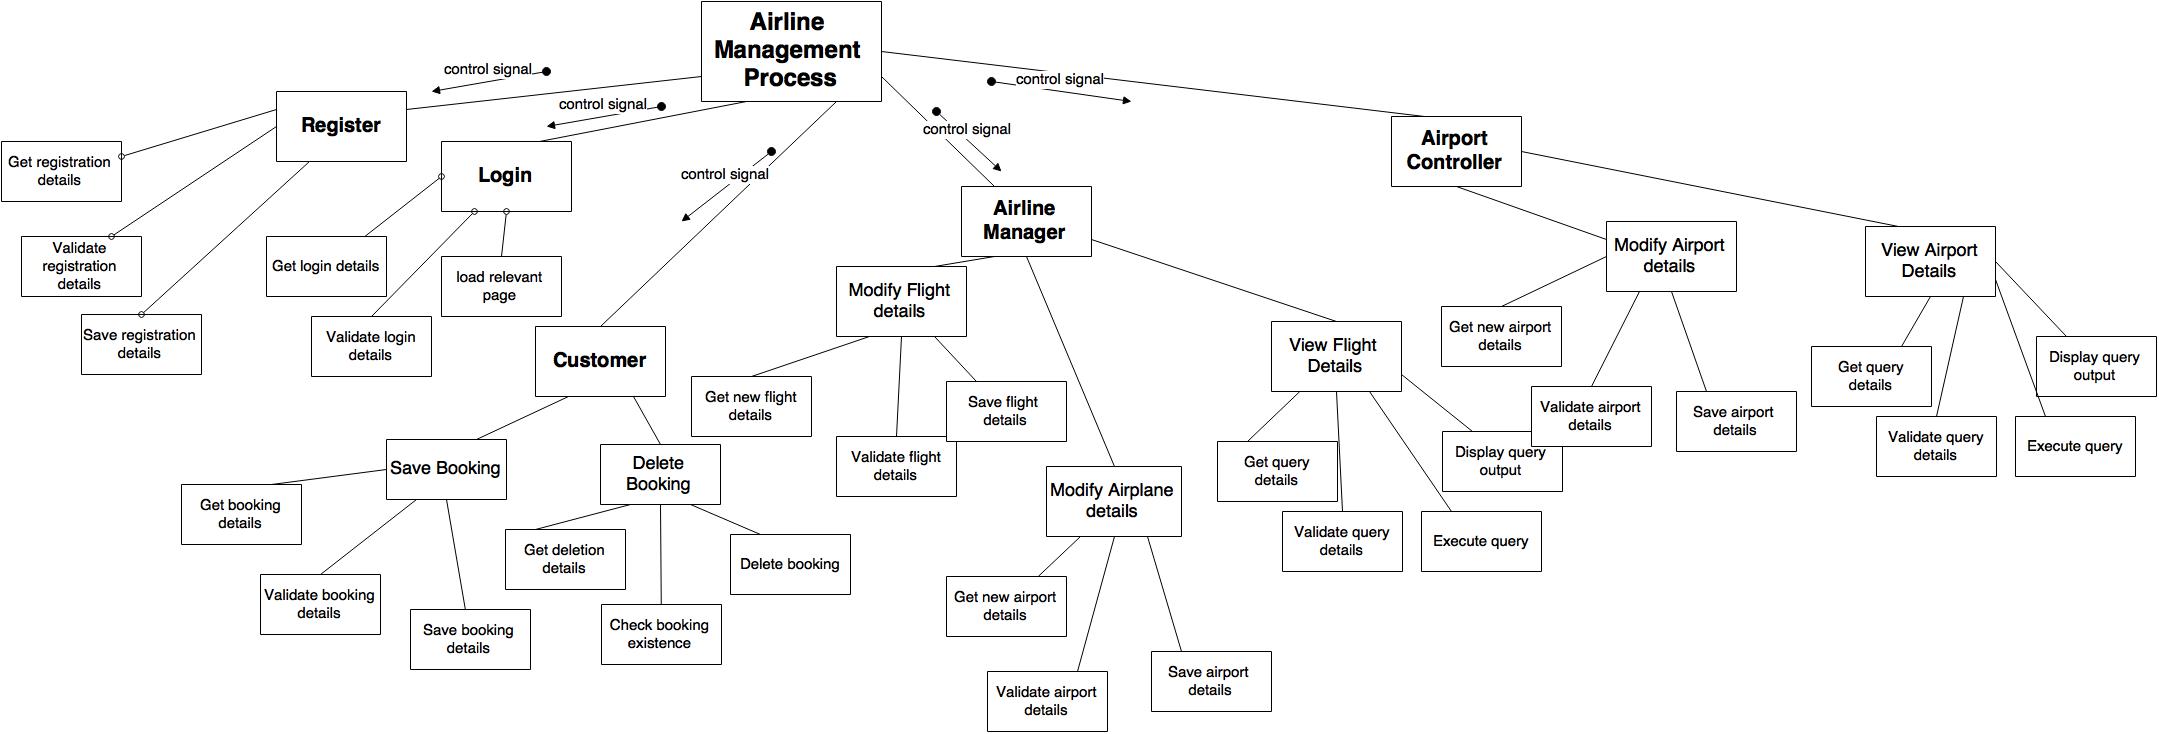 Airline
Management
Process
control signal
control signal
control signal
control signal
control signal
Register
Get registration
details
Validate
registration
details
Save registration
details
Login
Get login details
Validate login
details
load relevant
page
Customer
Save Booking
Get booking
details
Validate booking
details
Save booking
details
Delete
Booking
Get deletion
details
Check booking
existence
Delete booking
Airline
Manager
Modify Flight
details
Get new flight
details
Validate flight
details
Save flight
details
Modify Airplane
details
Get new airport
details
Validate airport
details
Save airport
details
View Flight
Details
Get query
details
Validate query
details
Execute query
Display query
output
Airport
Controller
Modify Airport
details
Get new airport
details
Validate airport
details
Save airport
details
View Airport
Details
Get query
details
Validate query
details
Execute query
Display query
output